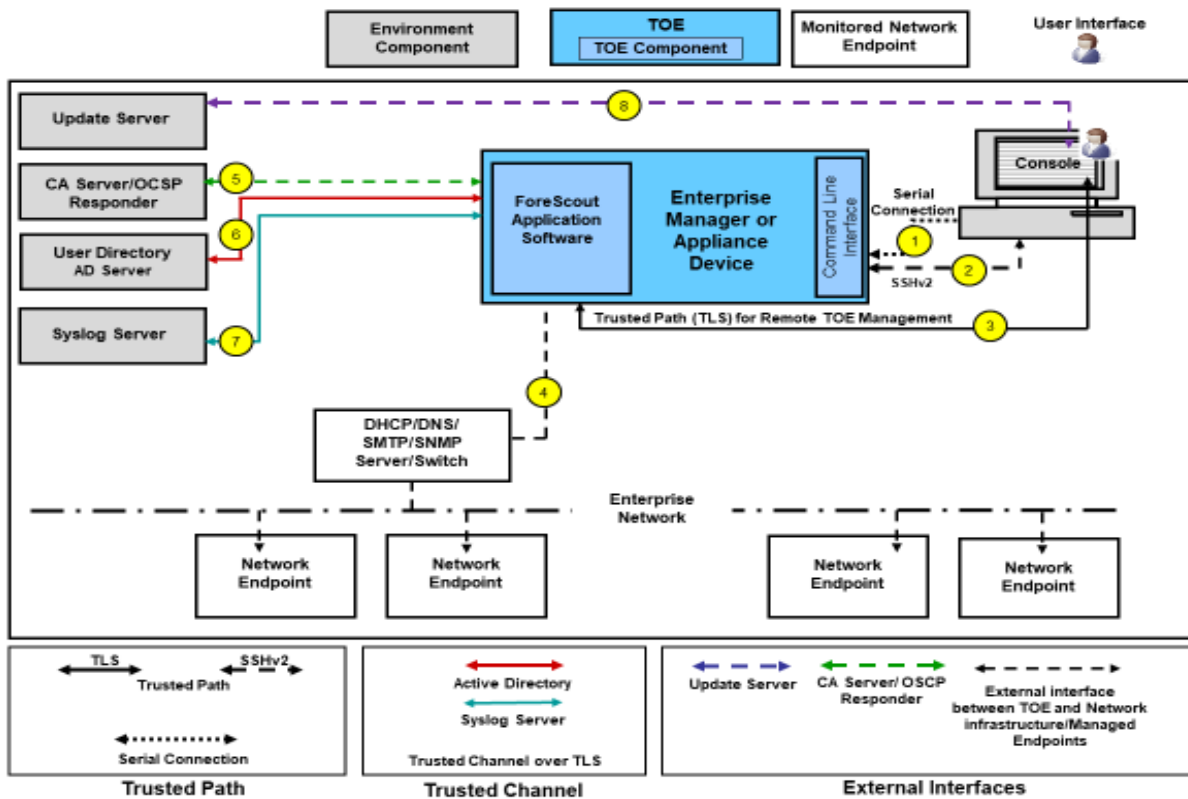 Environment
Component
TOE
TOE Component
Monitored Network
Endpoint
User Interface
Update Server
8
Console
CA Server/OCSP
Responder
5
ForeScout
Application
Software
Enterprise
Manager or
Appliance
Device
Command Line
Interface
Serial
Connection
1
6
User Directory
AD Server
2
SSHv2
Syslog Server
7
Trusted Path (TLS) for Remote TOE Management
3
4
DHCP/DNS/
SMTP/SNMP
Server/Switch
Enterprise
Network
Network
Endpoint
Network
Endpoint
Network
Endpoint
Network
Endpoint
TLS
SSHv2
Trusted Path
Serial Connection
Trusted Path
Active Directory
Syslog Server
Trusted Channel over TLS
Trusted Channel
Update Server
CA Server/ OSCP
Responder
External interface
between TOE and Network
infrastructure/Managed
Endpoints
External Interfaces